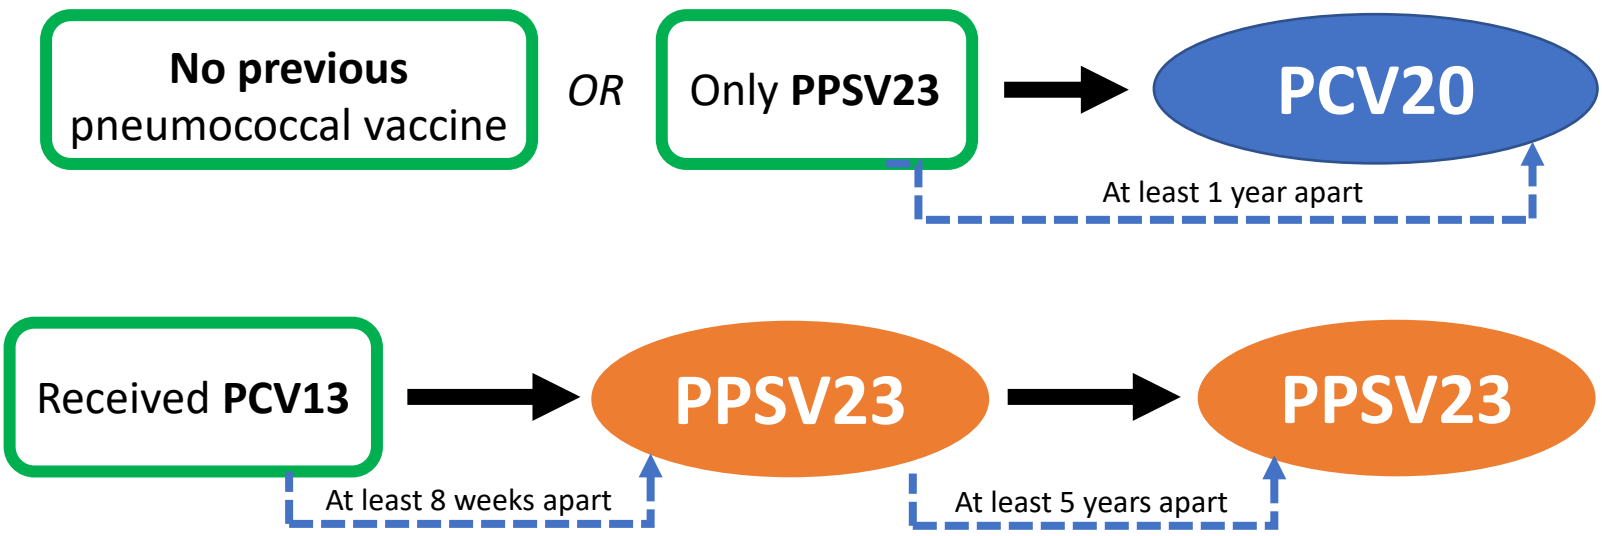 No previous
pneumococcal vaccine
OR
Only PPSV23
PCV20
At least 1 year apart
Received PCV13
PPSV23
PPSV23
At least 8 weeks apart
At least 5 years apart